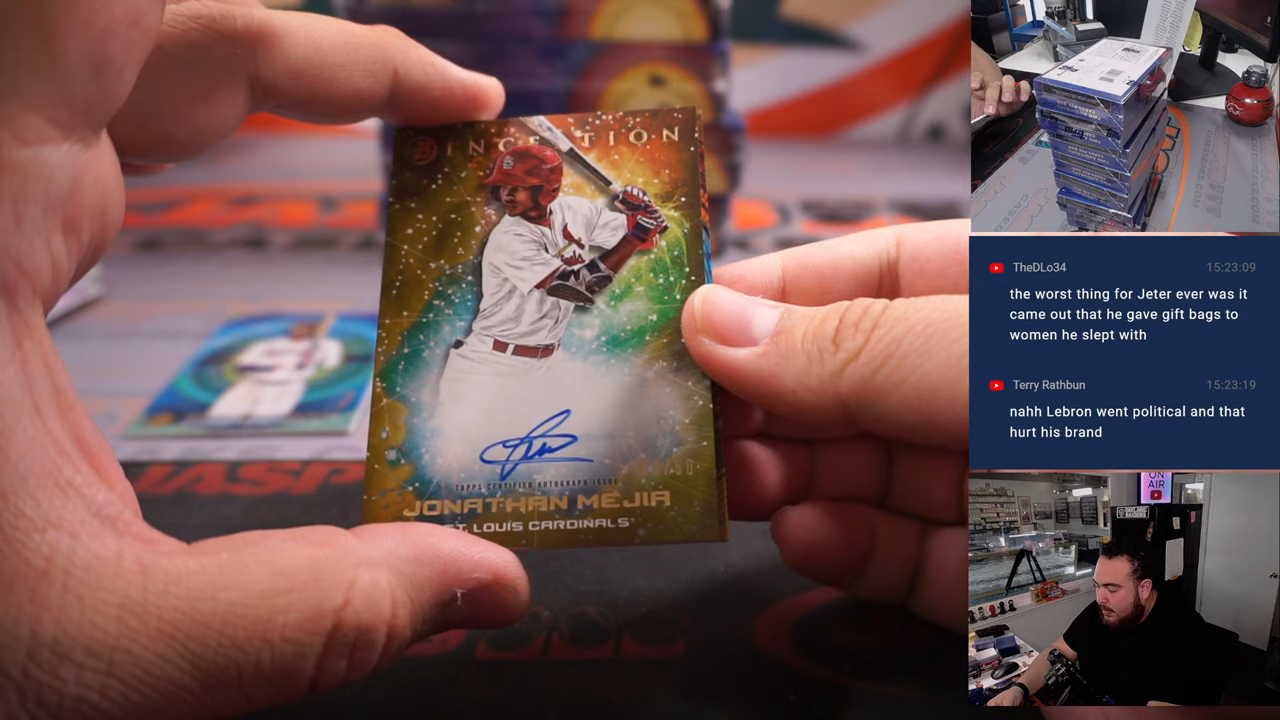 INCEPTION
TOPPS CERTIFIED AUTOGRAPH ISSUE
JONATHAN MEJIA
ST. LOUIS CARDINALS
TheDLo34 15:23:09
the worst thing for Jeter ever was it
came out that he gave gift bags to
women he slept with
Terry Rathbun 15:23:19
nahh Lebron went political and that
hurt his brand
ON
AIR